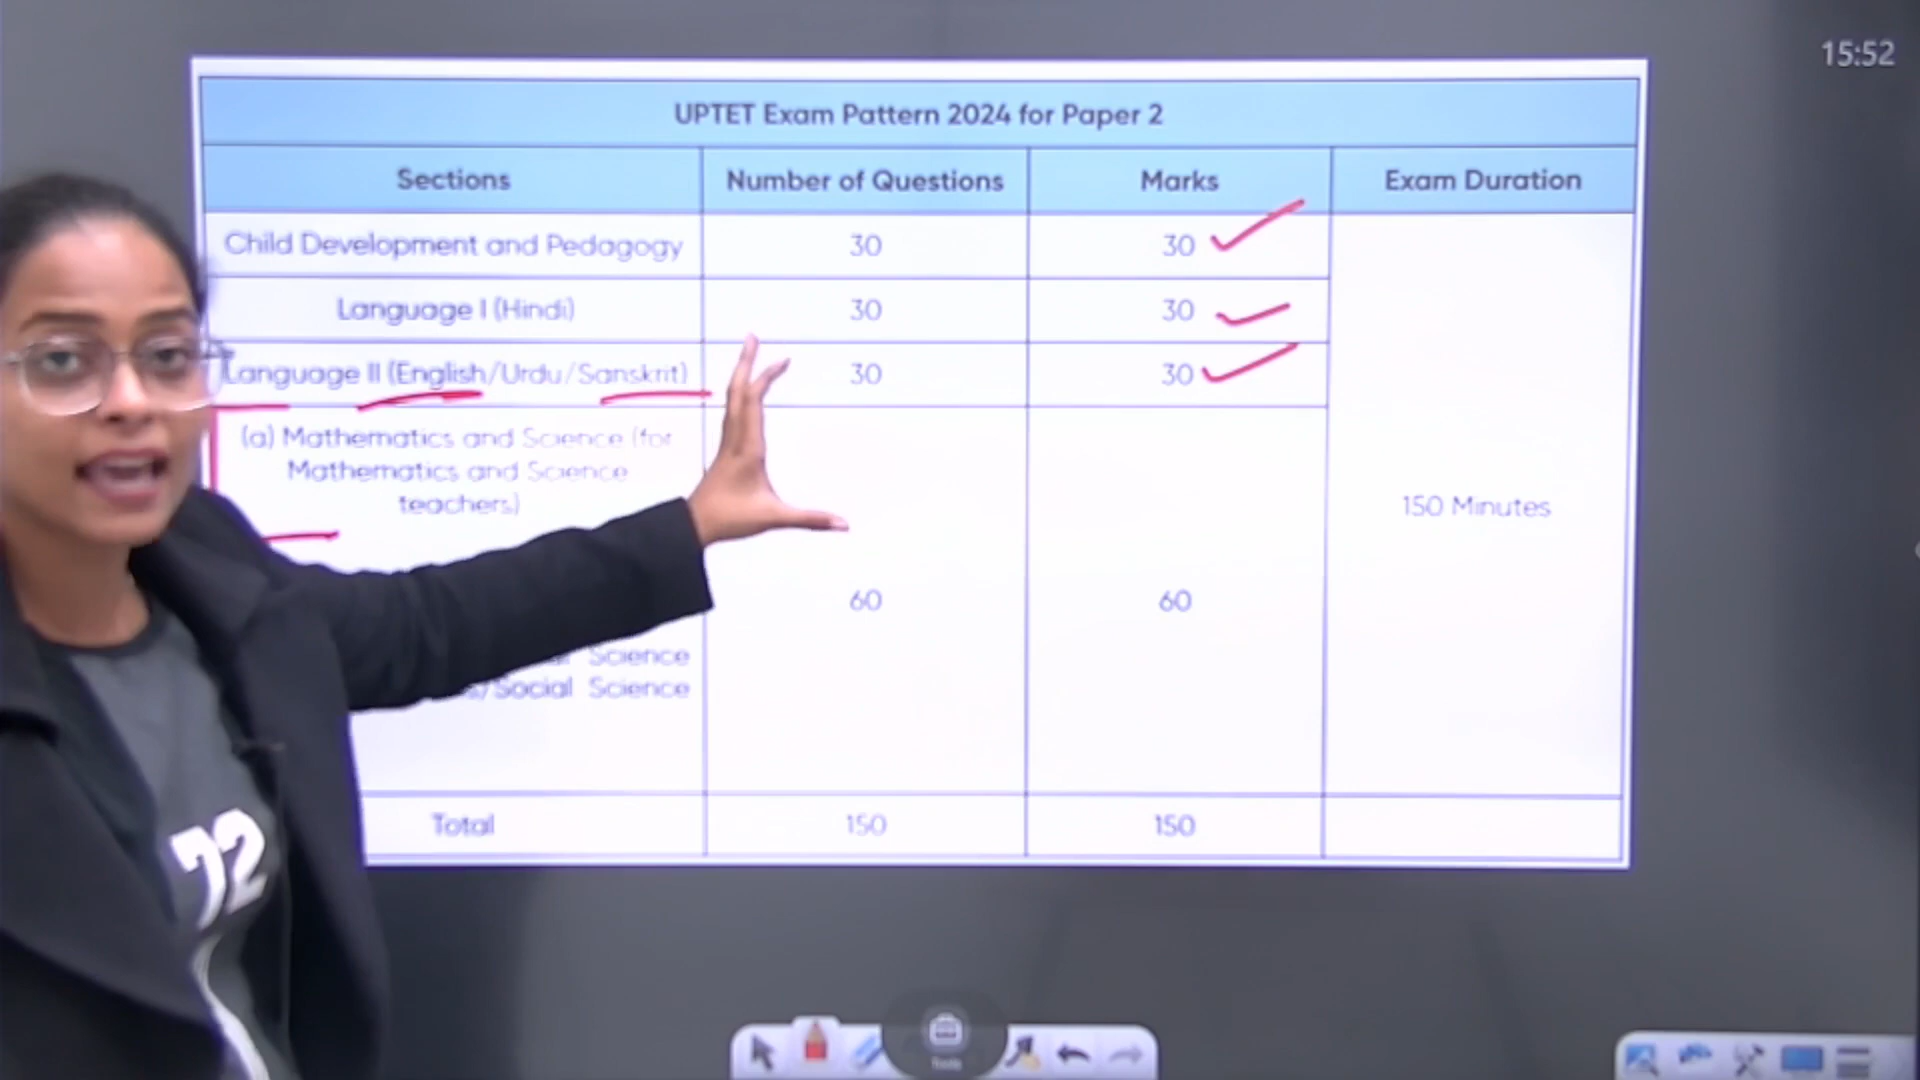 15:52
UPTET Exam Pattern 2024 for Paper 2
Sections Number of Questions Marks Exam Duration
Child Development and Pedagogy 30 30
Language I (Hindi) 30 30
Language II (English/Urdu/Sanskrit) 30 30
(a) Mathematics and Science (for
Mathematics and Science
teachers)
150 Minutes
60 60
Science
/Social Science
Total 150 150
72
Tools